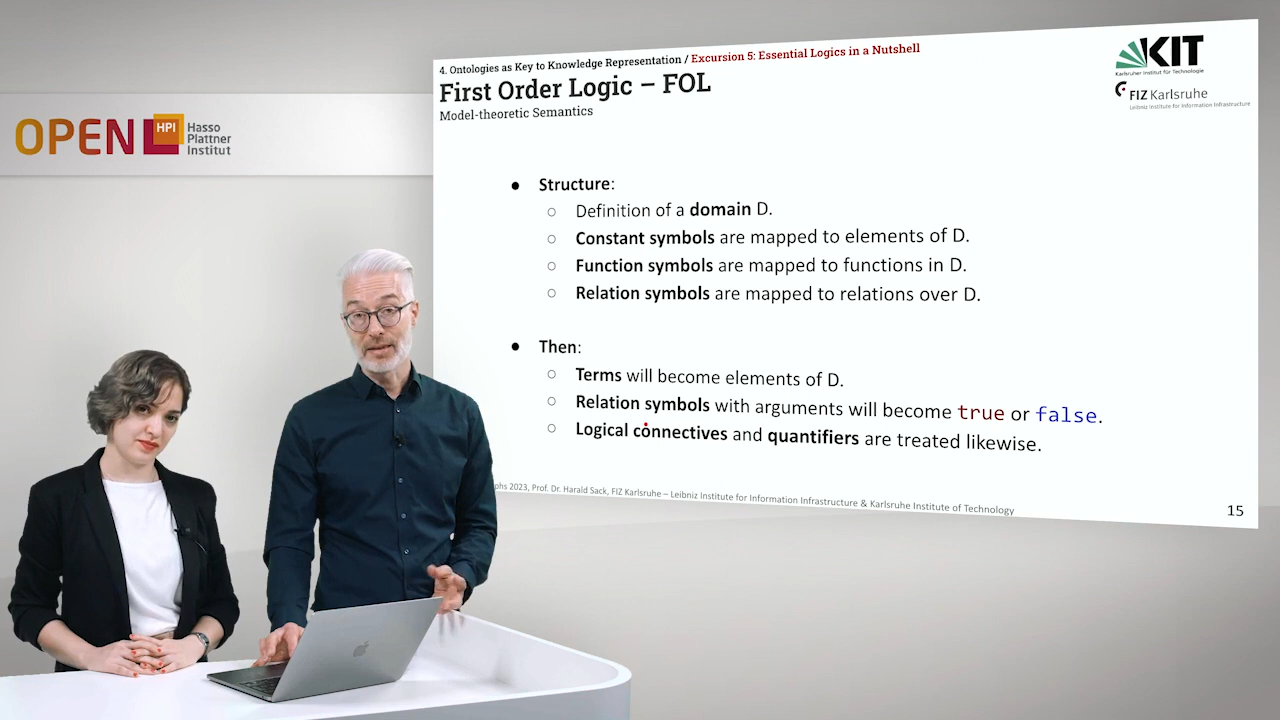 OPEN HPI Hasso
Plattner
Institut
4. Ontologies as Key to Knowledge Representation / Excursion 5: Essential Logics in a Nutshell
First Order Logic – FOL
Model-theoretic Semantics
KIT
Karlsruher Institut für Technologie
FIZ Karlsruhe
Leibniz Institute for Information Infrastructure
● Structure:
○ Definition of a domain D.
○ Constant symbols are mapped to elements of D.
○ Function symbols are mapped to functions in D.
○ Relation symbols are mapped to relations over D.
● Then:
○ Terms will become elements of D.
○ Relation symbols with arguments will become true or false.
○ Logical connectives and quantifiers are treated likewise.
2023, Prof. Dr. Harald Sack, FIZ Karlsruhe – Leibniz Institute for Information Infrastructure & Karlsruhe Institute of Technology
15